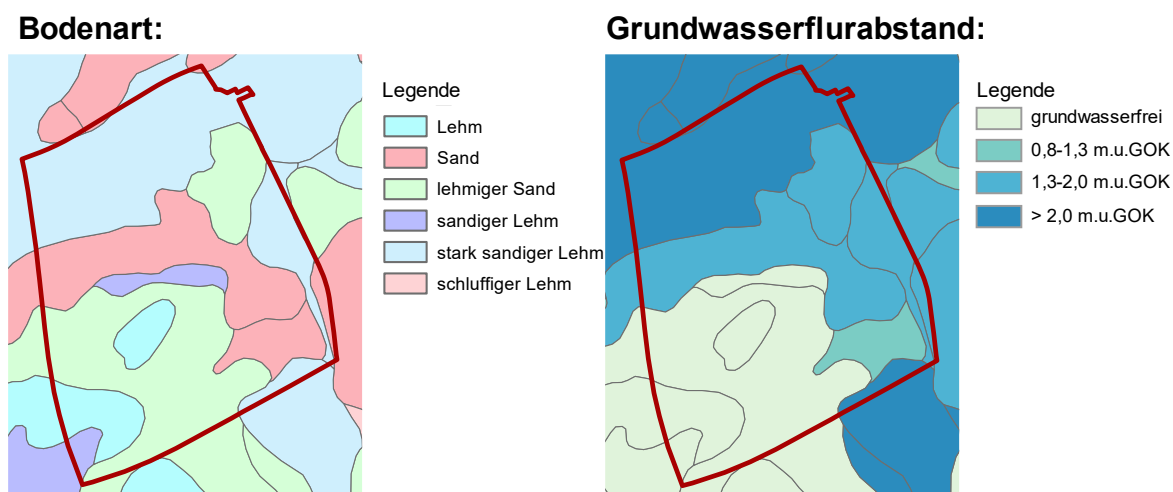 Bodenart:
Legende
Lehm
Sand
lehmiger Sand
sandiger Lehm
stark sandiger Lehm
schluffiger Lehm
Grundwasserflurabstand:
Legende
grundwasserfrei
0,8-1,3 m.u.GOK
1,3-2,0 m.u.GOK
> 2,0 m.u.GOK